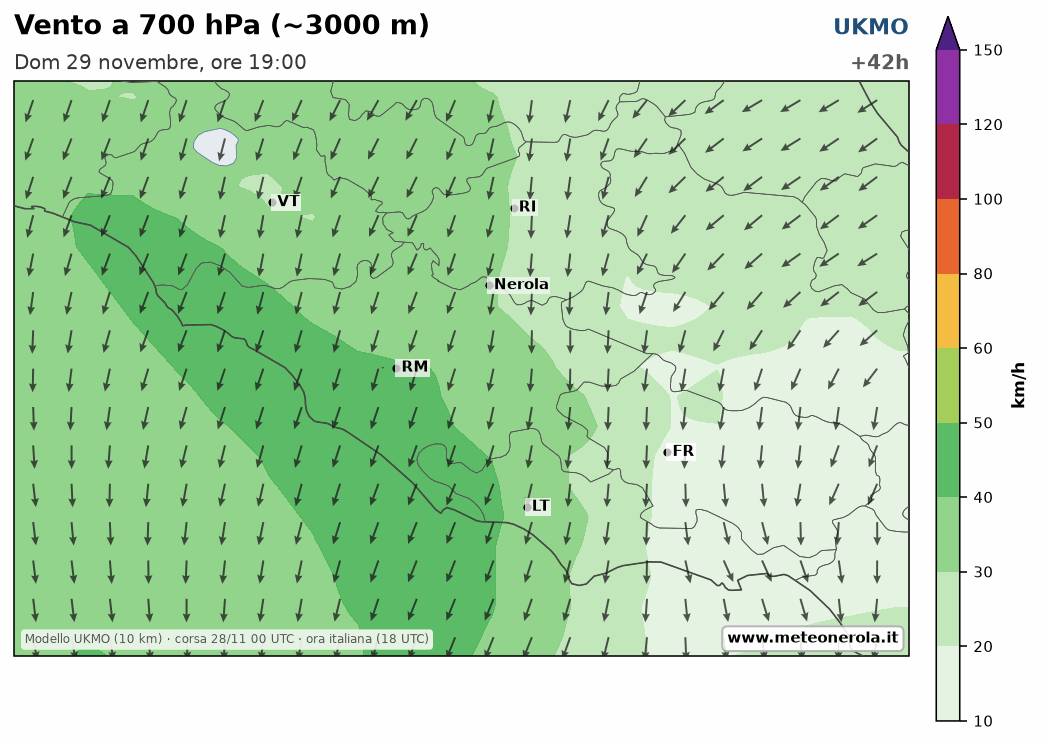 Vento a 700 hPa (~3000 m)
UKMO
Dom 29 novembre, ore 19:00
+42h
VT
RI
Nerola
RM
FR
LT
150
120
100
80
60
50
40
30
20
10
km/h
Modello UKMO (10 km) · corsa 28/11 00 UTC · ora italiana (18 UTC)
www.meteonerola.it